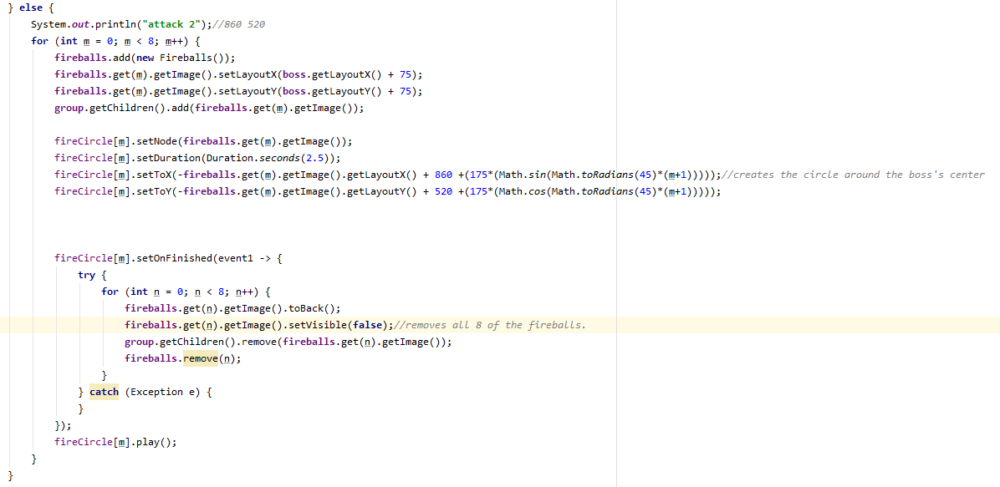 } else {
System.out.println("attack 2");//860 520
for (int m = 0; m < 8; m++) {
fireballs.add(new Fireballs());
fireballs.get(m).getImage().setLayoutX(boss.getLayoutX() + 75);
fireballs.get(m).getImage().setLayoutY(boss.getLayoutY() + 75);
group.getChildren().add(fireballs.get(m).getImage());
fireCircle[m].setNode(fireballs.get(m).getImage());
fireCircle[m].setDuration(Duration.seconds(2.5));
fireCircle[m].setToX(-fireballs.get(m).getImage().getLayoutX() + 860 +(175*(Math.sin(Math.toRadians(45)*(m+1)))));//creates the circle around the boss's center
fireCircle[m].setToY(-fireballs.get(m).getImage().getLayoutY() + 520 +(175*(Math.cos(Math.toRadians(45)*(m+1)))));
fireCircle[m].setOnFinished(event1 -> {
try {
for (int n = 0; n < 8; n++) {
fireballs.get(n).getImage().toBack();
fireballs.get(n).getImage().setVisible(false);//removes all 8 of the fireballs.
group.getChildren().remove(fireballs.get(n).getImage());
fireballs.remove(n);
}
} catch (Exception e) {
}
});
fireCircle[m].play();
}
}